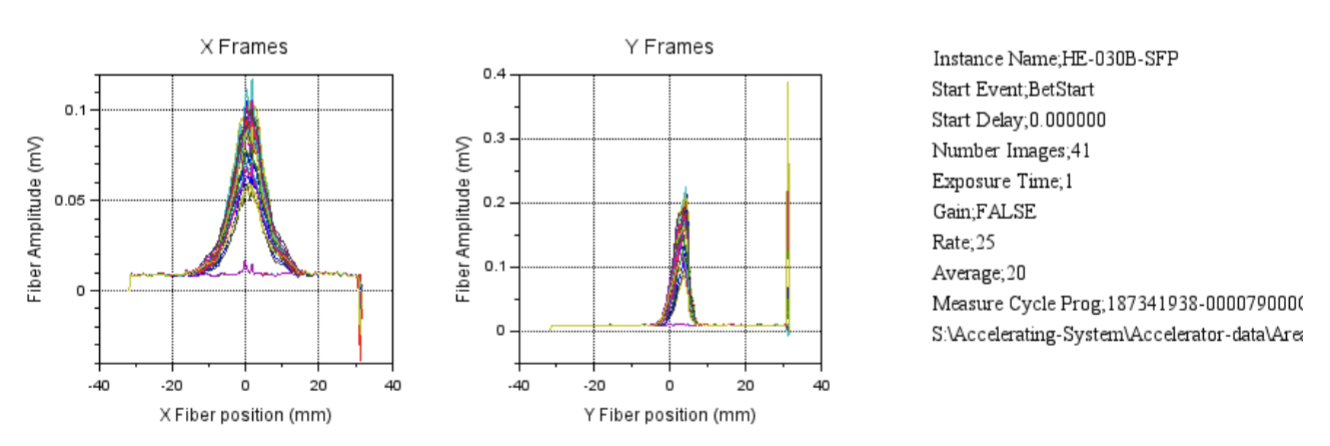 X Frames
0.1
0.05
0
-40
-20
0
20
40
Fiber Amplitude (mV)
X Fiber position (mm)
Y Frames
0.4
0.3
0.2
0.1
0
-40
-20
0
20
40
Fiber Amplitude (mV)
Y Fiber position (mm)
Instance Name;HE-030B-SFP
Start Event;BetStart
Start Delay;0.000000
Number Images;41
Exposure Time;1
Gain;FALSE
Rate;25
Average;20
Measure Cycle Prog;187341938-000079000
S:\Accelerating-System\Accelerator-data\Area